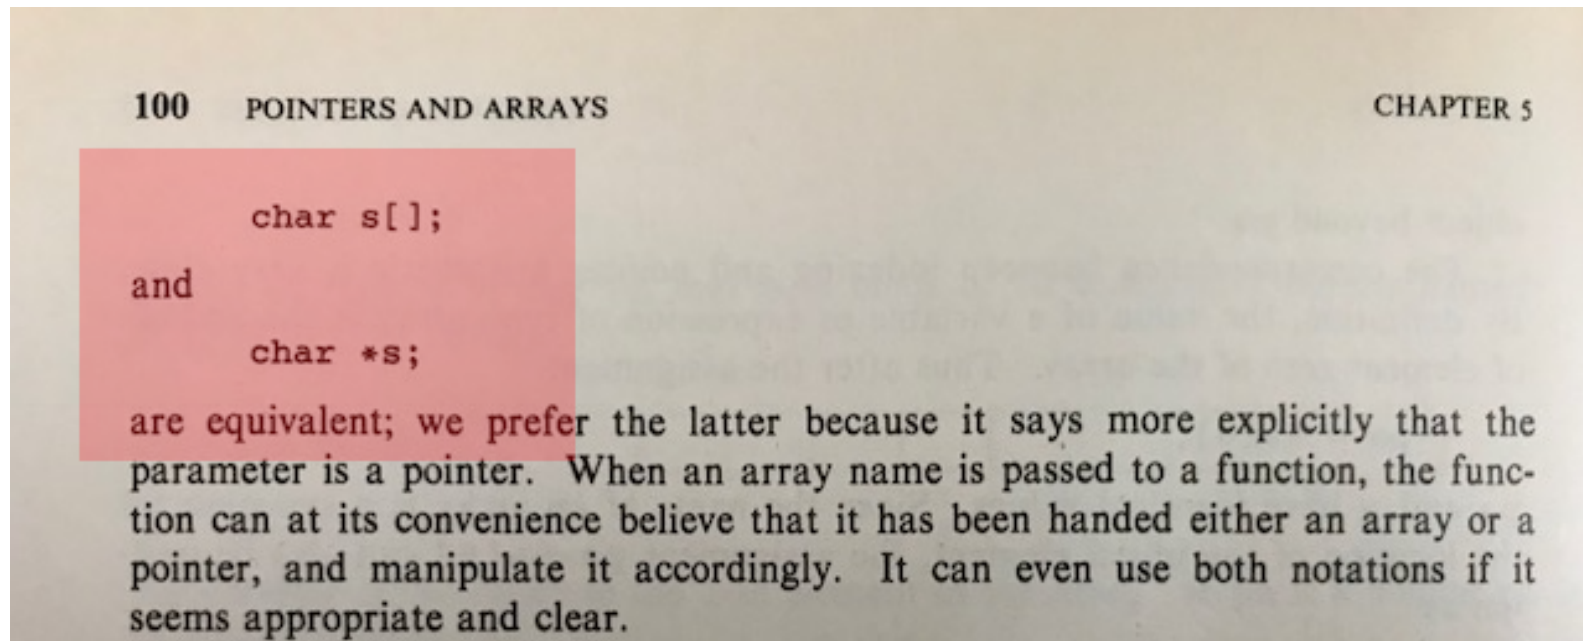 100 POINTERS AND ARRAYS CHAPTER 5
char s[];
and
char *s;
are equivalent; we prefer the latter because it says more explicitly that the
parameter is a pointer. When an array name is passed to a function, the func-
tion can at its convenience believe that it has been handed either an array or a
pointer, and manipulate it accordingly. It can even use both notations if it
seems appropriate and clear.